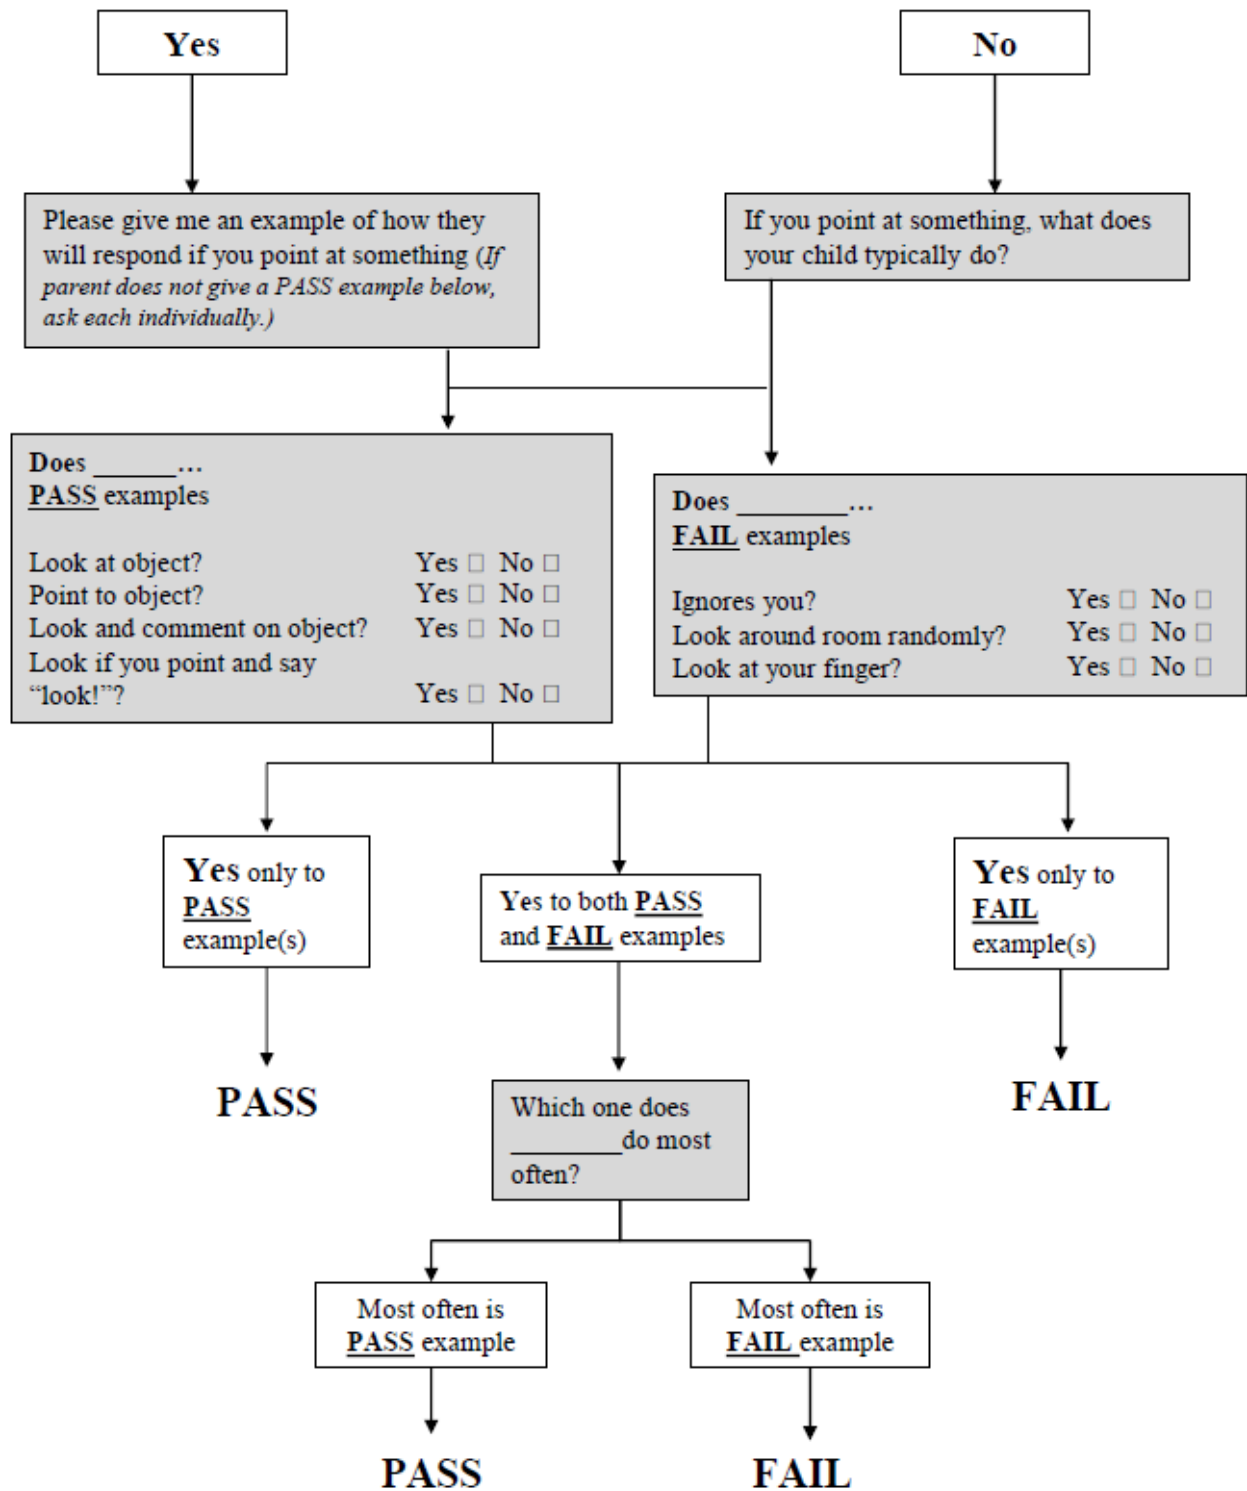 Yes
No
Please give me an example of how they
will respond if you point at something (If
parent does not give a PASS example below,
ask each individually.)
If you point at something, what does
your child typically do?
Does ______…
PASS examples
Look at object? Yes □ No □
Point to object? Yes □ No □
Look and comment on object? Yes □ No □
Look if you point and say
“look!”? Yes □ No □
Does ________…
FAIL examples
Ignores you? Yes □ No □
Look around room randomly? Yes □ No □
Look at your finger? Yes □ No □
Yes only to
PASS
example(s)
Yes to both PASS
and FAIL examples
Yes only to
FAIL
example(s)
PASS
FAIL
Which one does
________do most
often?
Most often is
PASS example
Most often is
FAIL example
PASS
FAIL